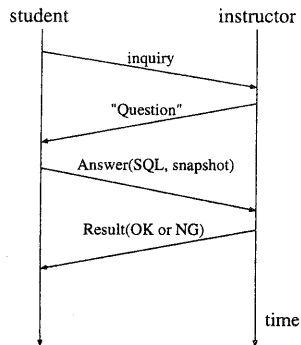 student instructor
inquiry
"Question"
Answer(SQL, snapshot)
Result(OK or NG)
time